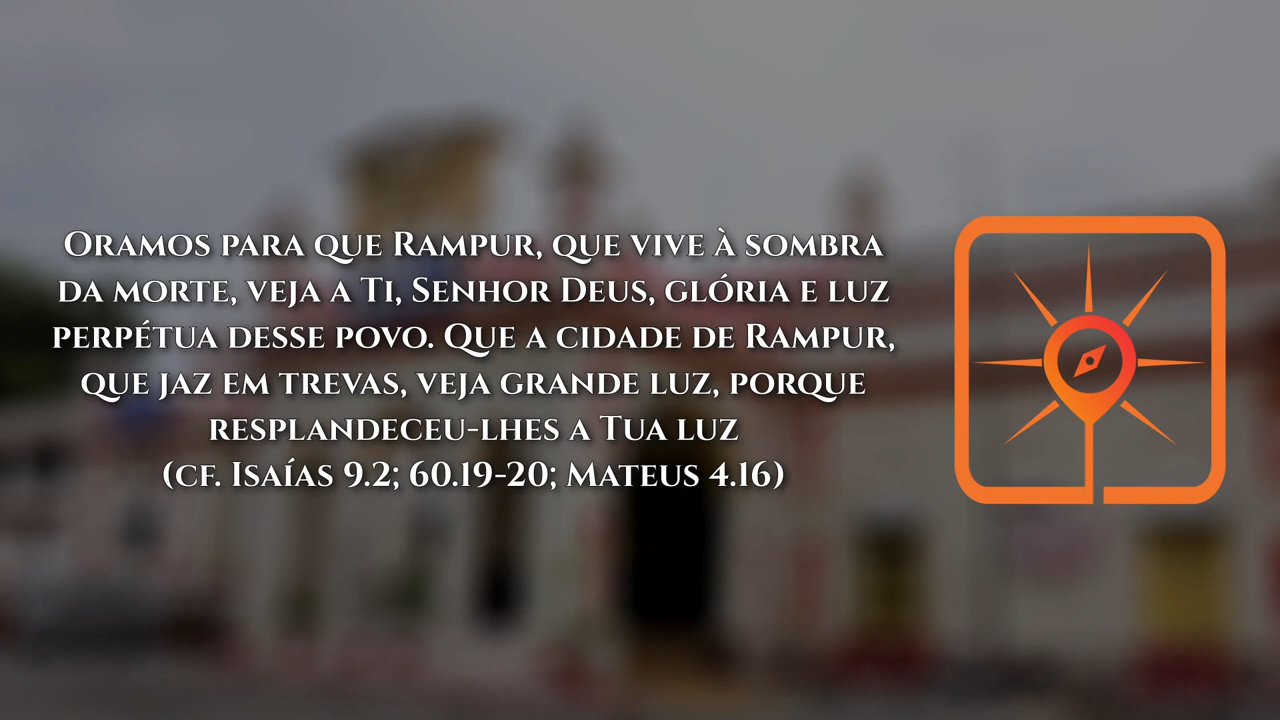 Oramos para que Rampur, que vive à sombra
da morte, veja a Ti, Senhor Deus, glória e luz
perpétua desse povo. Que a cidade de Rampur,
que jaz em trevas, veja grande luz, porque
resplandeceu-lhes a Tua luz
(cf. Isaías 9.2; 60.19-20; Mateus 4.16)